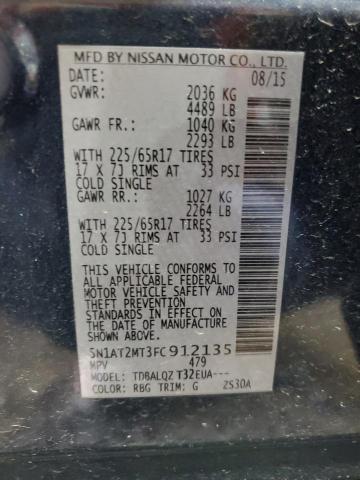 MFD BY NISSAN MOTOR CO., LTD.
DATE: 08/15
GVWR: 2036 KG
4489 LB
GAWR FR.: 1040 KG
2293 LB
WITH 225/65R17 TIRES
17 X 7J RIMS AT 33 PSI
COLD SINGLE
GAWR RR.: 1027 KG
2264 LB
WITH 225/65R17 TIRES
17 X 7J RIMS AT 33 PSI
COLD SINGLE
THIS VEHICLE CONFORMS TO
ALL APPLICABLE FEDERAL
MOTOR VEHICLE SAFETY AND
THEFT PREVENTION
STANDARDS IN EFFECT ON
THE DATE OF MANUFACTURE
SHOWN ABOVE.
5N1AT2MT3FC912135
MPV 479
MODEL: TDBALQZ T32EUA---
COLOR: RBG TRIM: G 2S30A